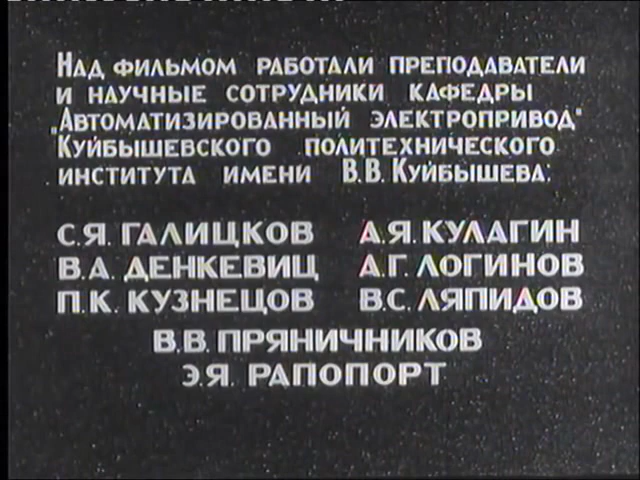 Над фильмом работали преподаватели
и научные сотрудники кафедры
„Автоматизированный электропривод"
Куйбышевского политехнического
института имени В.В. Куйбышева:
С.Я. ГАЛИЦКОВ А.Я. КУЛАГИН
В.А. ДЕНКЕВИЦ А.Г. ЛОГИНОВ
П.К. КУЗНЕЦОВ В.С. ЛЯПИДОВ
В.В. ПРЯНИЧНИКОВ
Э.Я. РАПОПОРТ